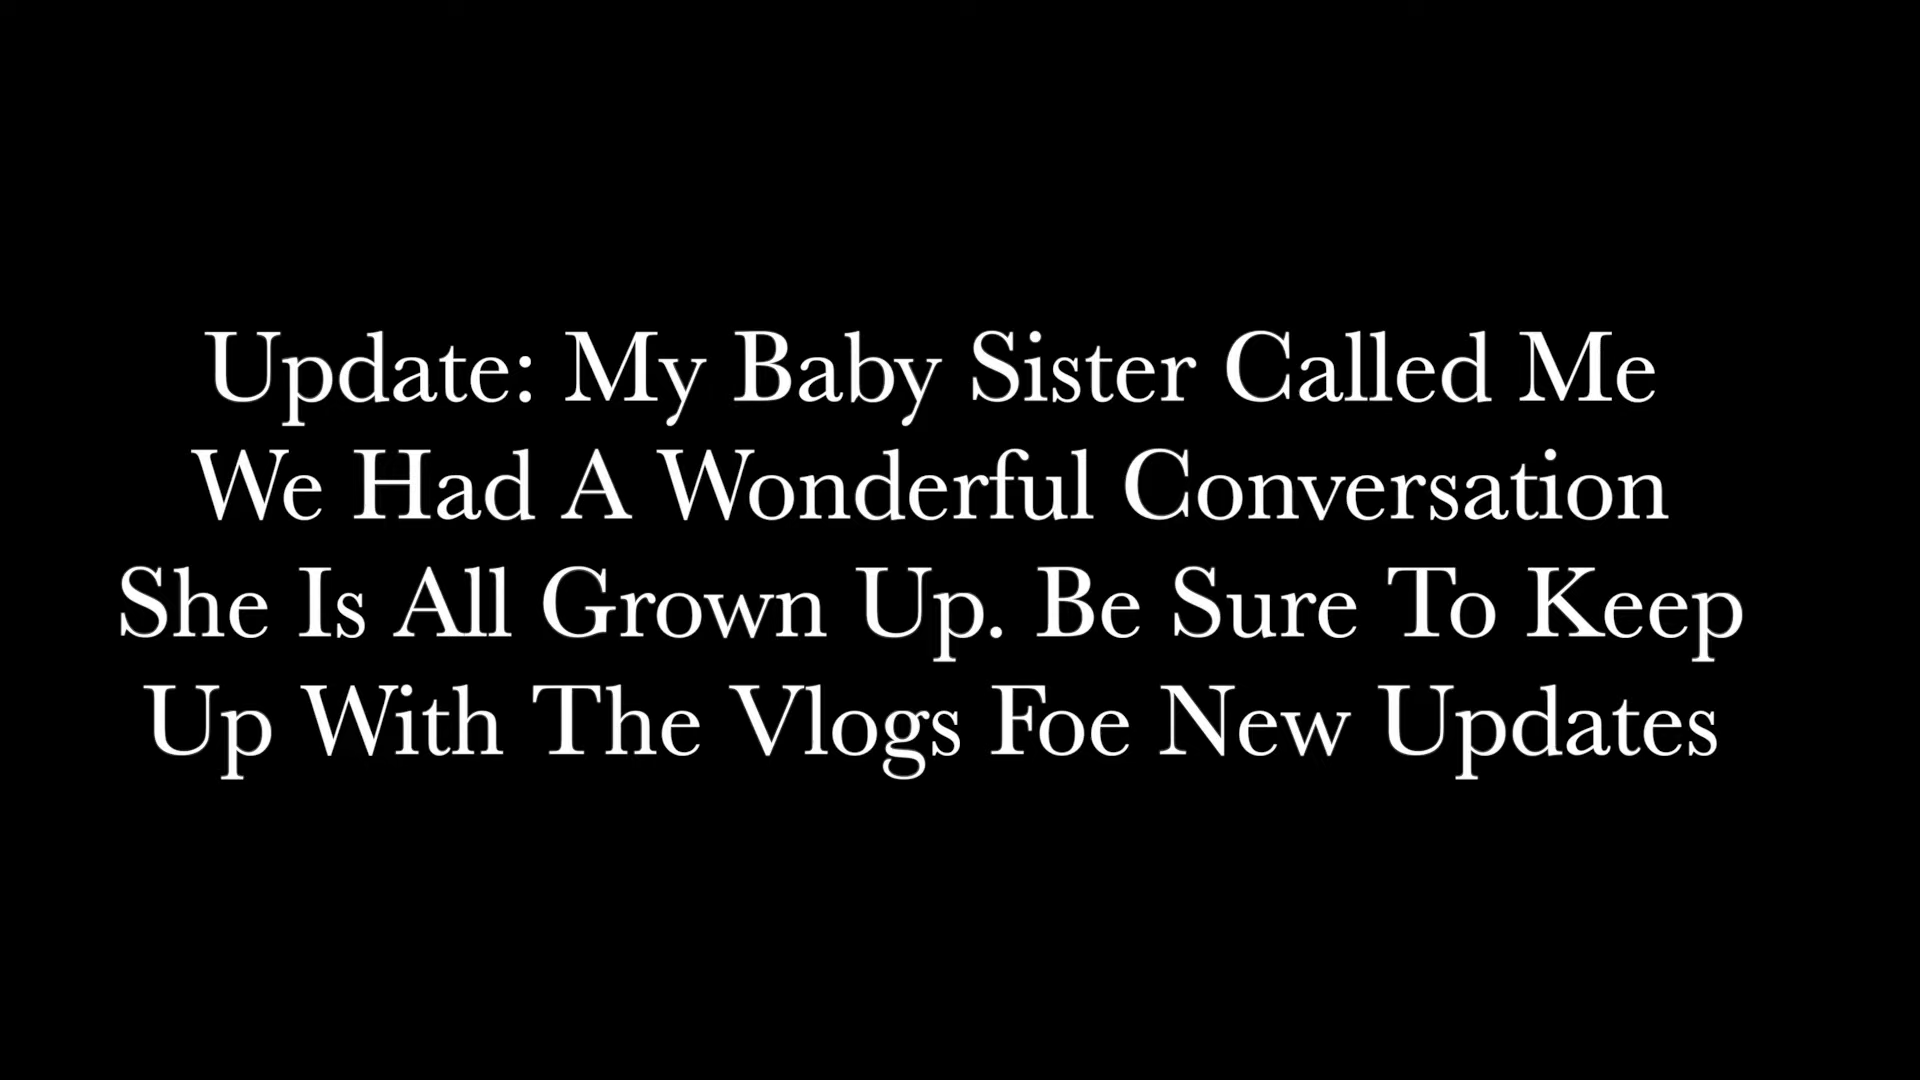 Update: My Baby Sister Called Me
We Had A Wonderful Conversation
She Is All Grown Up. Be Sure To Keep
Up With The Vlogs Foe New Updates